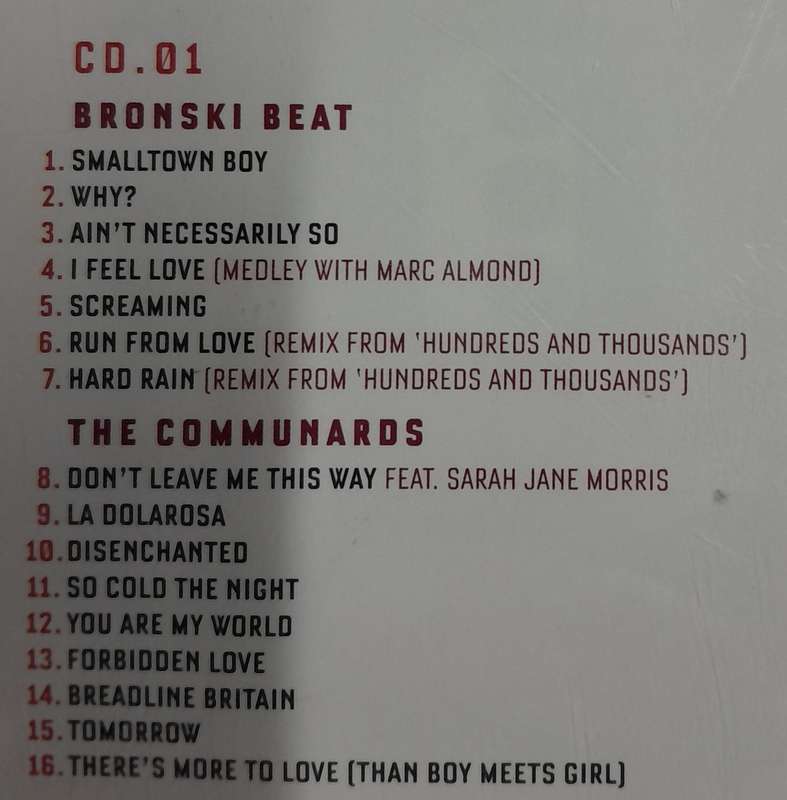 CD.01
BRONSKI BEAT
1. SMALLTOWN BOY
2. WHY?
3. AIN'T NECESSARILY SO
4. I FEEL LOVE (MEDLEY WITH MARC ALMOND)
5. SCREAMING
6. RUN FROM LOVE (REMIX FROM 'HUNDREDS AND THOUSANDS')
7. HARD RAIN (REMIX FROM 'HUNDREDS AND THOUSANDS')
THE COMMUNARDS
8. DON'T LEAVE ME THIS WAY FEAT. SARAH JANE MORRIS
9. LA DOLAROSA
10. DISENCHANTED
11. SO COLD THE NIGHT
12. YOU ARE MY WORLD
13. FORBIDDEN LOVE
14. BREADLINE BRITAIN
15. TOMORROW
16. THERE'S MORE TO LOVE (THAN BOY MEETS GIRL)